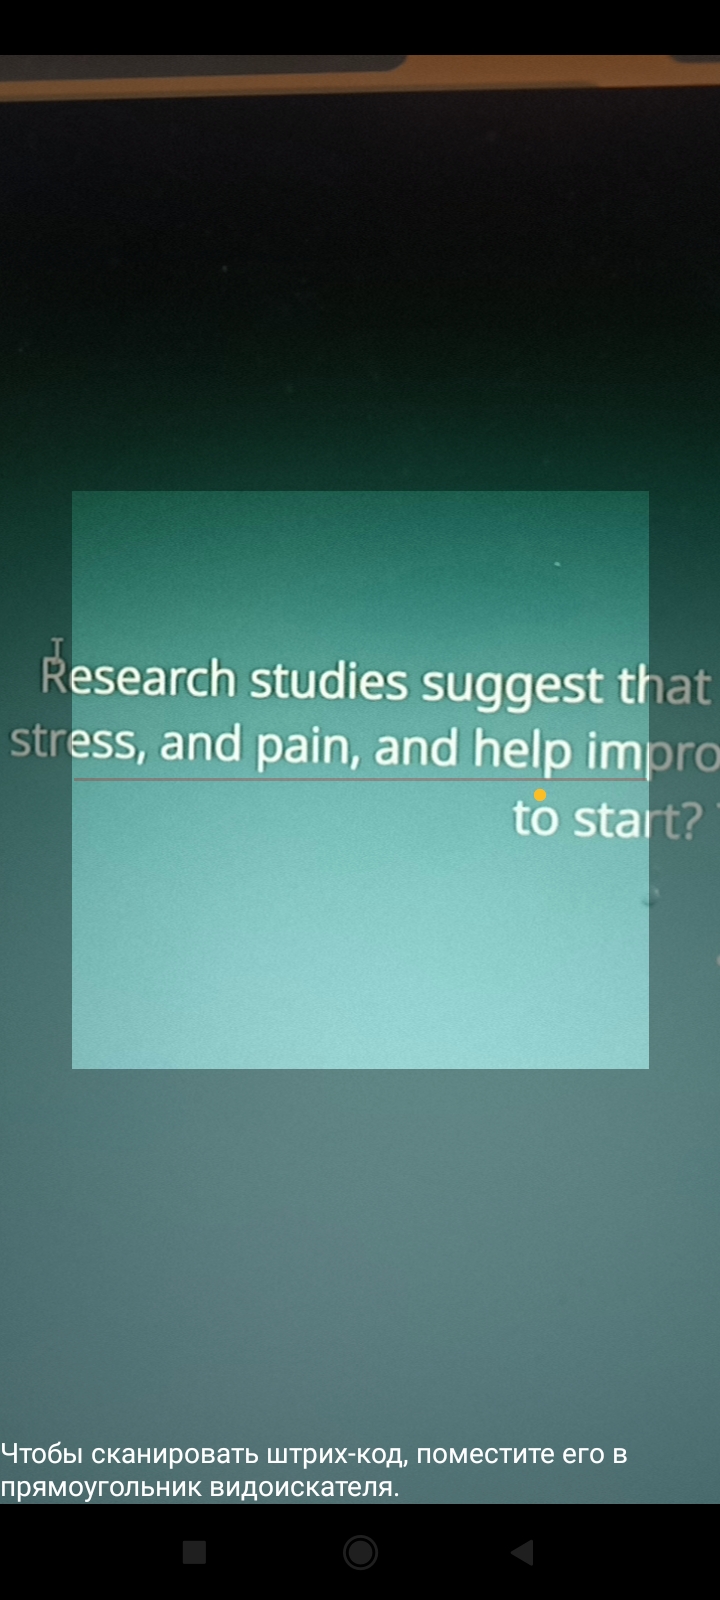 Research studies suggest that
stress, and pain, and help impro
to start?
Чтобы сканировать штрих-код, поместите его в
прямоугольник видоискателя.